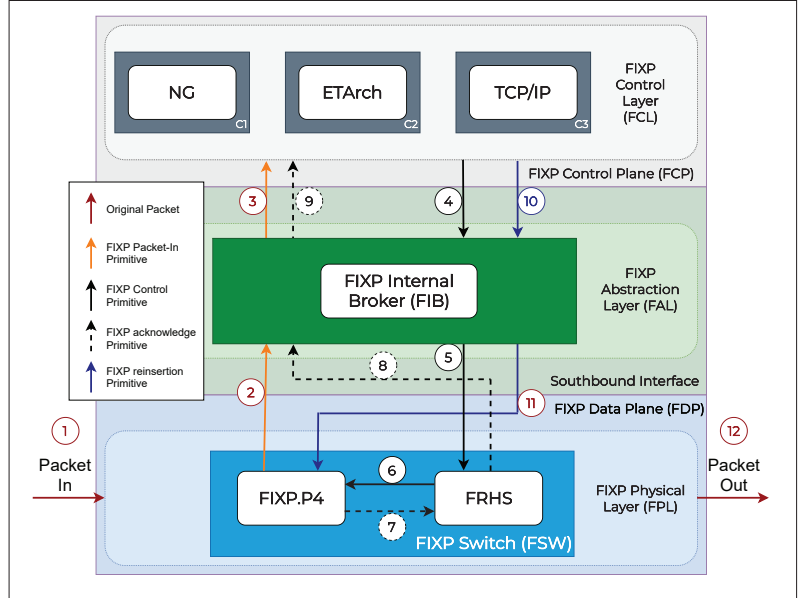 NG
C1
ETArch
C2
TCP/IP
C3
FIXP
Control
Layer
(FCL)
FIXP Control Plane (FCP)
3
9
4
10
Original Packet
FIXP Packet-In
Primitive
FIXP Control
Primitive
FIXP acknowledge
Primitive
FIXP reinsertion
Primitive
FIXP Internal
Broker (FIB)
FIXP
Abstraction
Layer (FAL)
5
8
2
11
Southbound Interface
FIXP Data Plane (FDP)
1
Packet
In
12
Packet
Out
FIXP.P4
6
7
FRHS
FIXP Physical
Layer (FPL)
FIXP Switch (FSW)